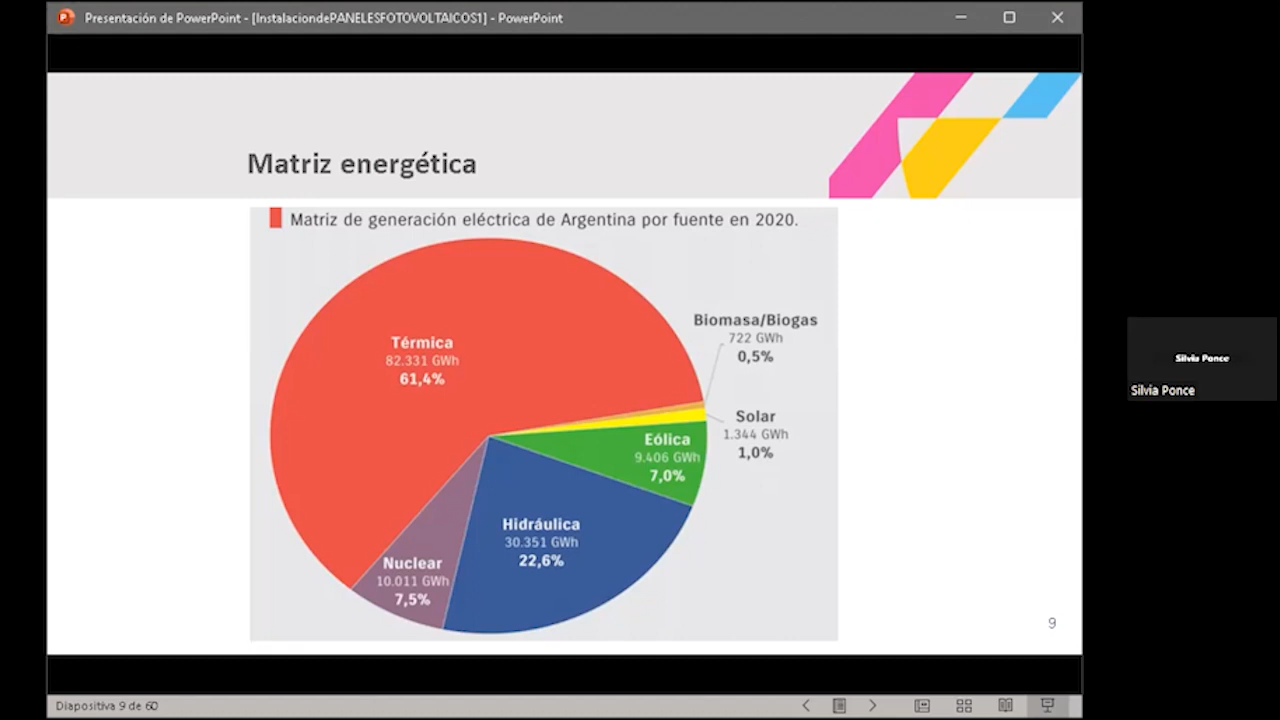 Presentación de PowerPoint - [InstalaciondePANELESFOTOVOLTAICOS1] - PowerPoint
Matriz energética
Matriz de generación eléctrica de Argentina por fuente en 2020.
Térmica
82.331 GWh
61,4%
Biomasa/Biogas
722 GWh
0,5%
Solar
1.344 GWh
1,0%
Eólica
9.406 GWh
7,0%
Hidráulica
30.351 GWh
22,6%
Nuclear
10.011 GWh
7,5%
9
Diapositiva 9 de 60
Silvia Ponce
Silvia Ponce